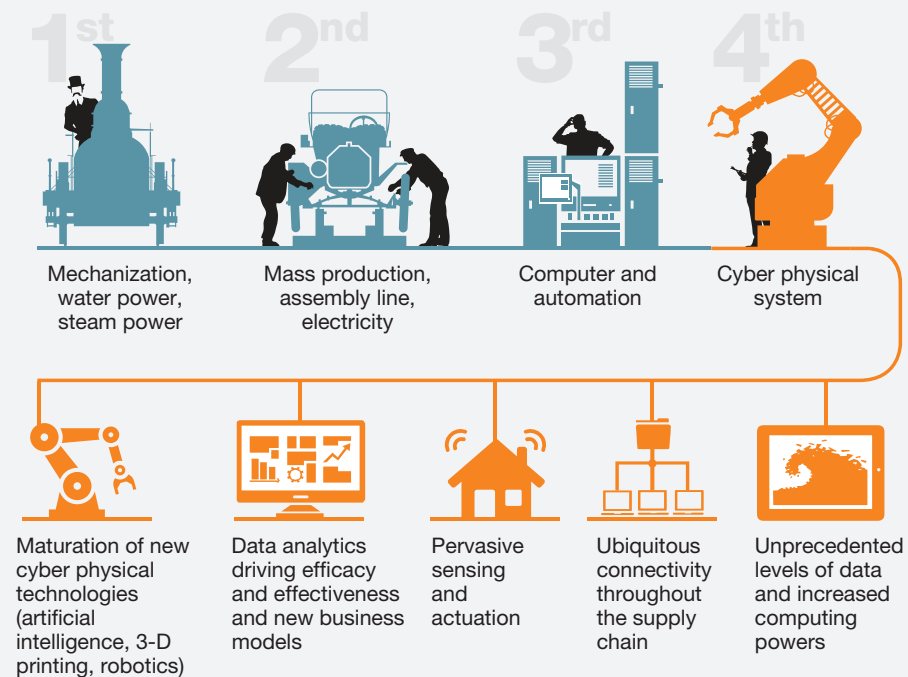 1st
2nd
3rd
4th
Mechanization,
water power,
steam power
Mass production,
assembly line,
electricity
Computer and
automation
Cyber physical
system
Maturation of new
cyber physical
technologies
(artificial
intelligence, 3-D
printing, robotics)
Data analytics
driving efficacy
and effectiveness
and new business
models
Pervasive
sensing
and
actuation
Ubiquitous
connectivity
throughout
the supply
chain
Unprecedented
levels of data
and increased
computing
powers